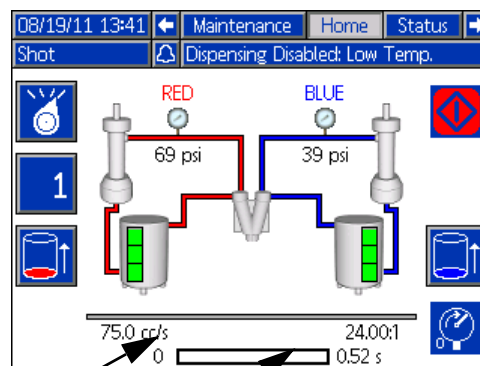 08/19/11 13:41 Maintenance Home Status
Shot Dispensing Disabled: Low Temp.
RED BLUE
69 psi 39 psi
1
75.0 cc/s 24.00:1
0 0.52 s
0